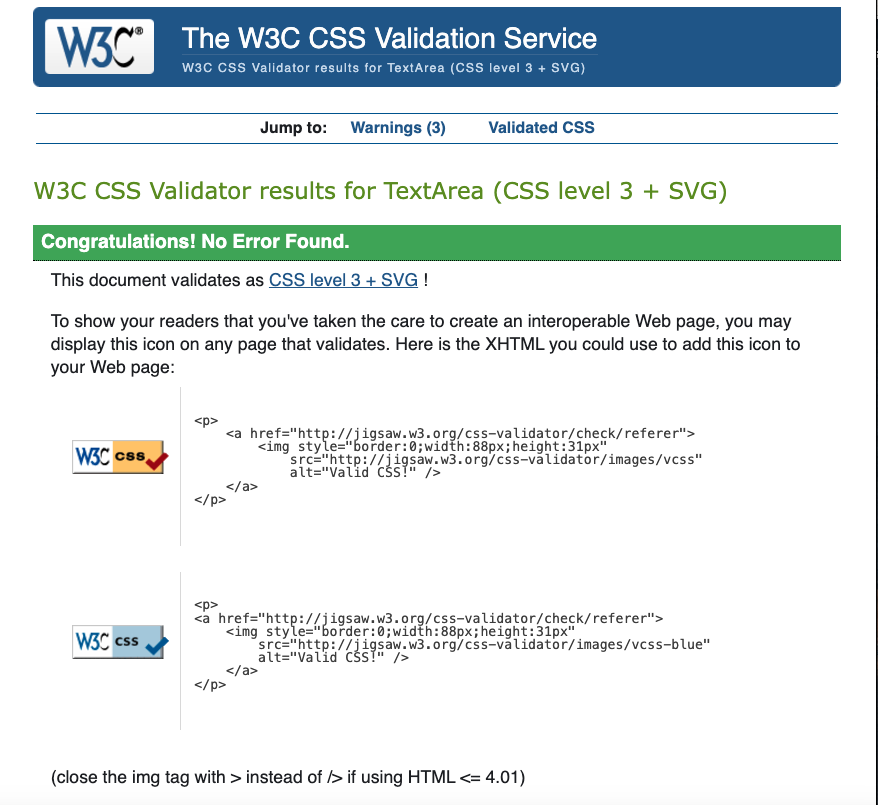 W3C®
The W3C CSS Validation Service
W3C CSS Validator results for TextArea (CSS level 3 + SVG)
Jump to: Warnings (3) Validated CSS
W3C CSS Validator results for TextArea (CSS level 3 + SVG)
Congratulations! No Error Found.
This document validates as CSS level 3 + SVG !
To show your readers that you've taken the care to create an interoperable Web page, you may
display this icon on any page that validates. Here is the XHTML you could use to add this icon to
your Web page:
W3C css
<p>
    <a href="http://jigsaw.w3.org/css-validator/check/referer">
        <img style="border:0;width:88px;height:31px"
            src="http://jigsaw.w3.org/css-validator/images/vcss"
            alt="Valid CSS!" />
    </a>
</p>
W3C css
<p>
<a href="http://jigsaw.w3.org/css-validator/check/referer">
    <img style="border:0;width:88px;height:31px"
        src="http://jigsaw.w3.org/css-validator/images/vcss-blue"
        alt="Valid CSS!" />
    </a>
</p>
(close the img tag with > instead of /> if using HTML <= 4.01)